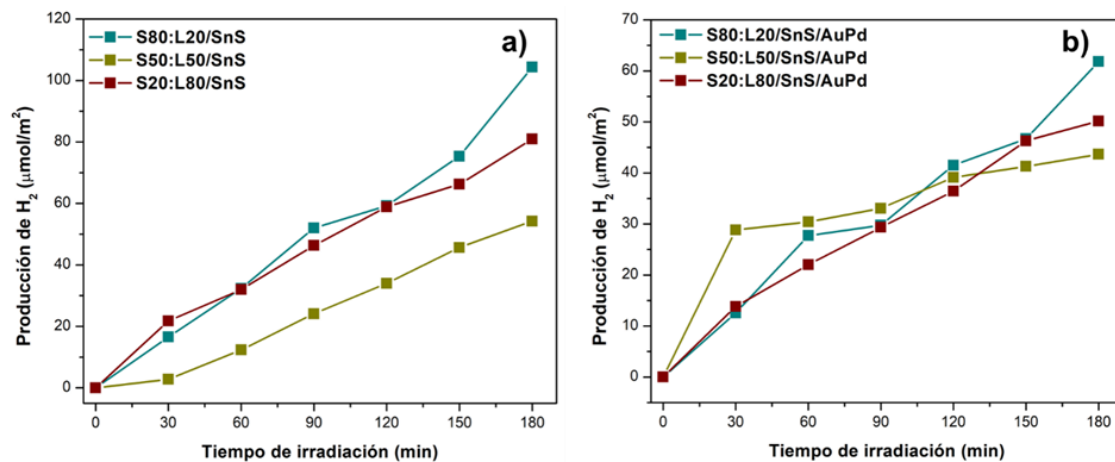 a)
S80:L20/SnS
S50:L50/SnS
S20:L80/SnS
Producción de H2 (μmol/m²)
120
100
80
60
40
20
0
0 30 60 90 120 150 180
Tiempo de irradiación (min)
b)
S80:L20/SnS/AuPd
S50:L50/SnS/AuPd
S20:L80/SnS/AuPd
Producción de H2 (μmol/m²)
70
60
50
40
30
20
10
0
0 30 60 90 120 150 180
Tiempo de irradiación (min)